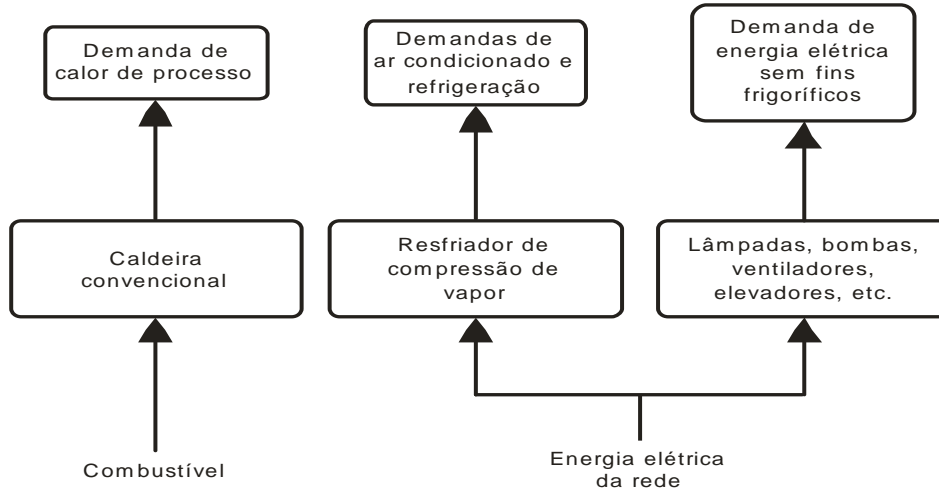 Demanda de
calor de processo
Demandas de
ar condicionado e
refrigeração
Demanda de
energia elétrica
sem fins
frigoríficos
Caldeira
convencional
Resfriador de
compressão de
vapor
Lâmpadas, bombas,
ventiladores,
elevadores, etc.
Combustível
Energia elétrica
da rede